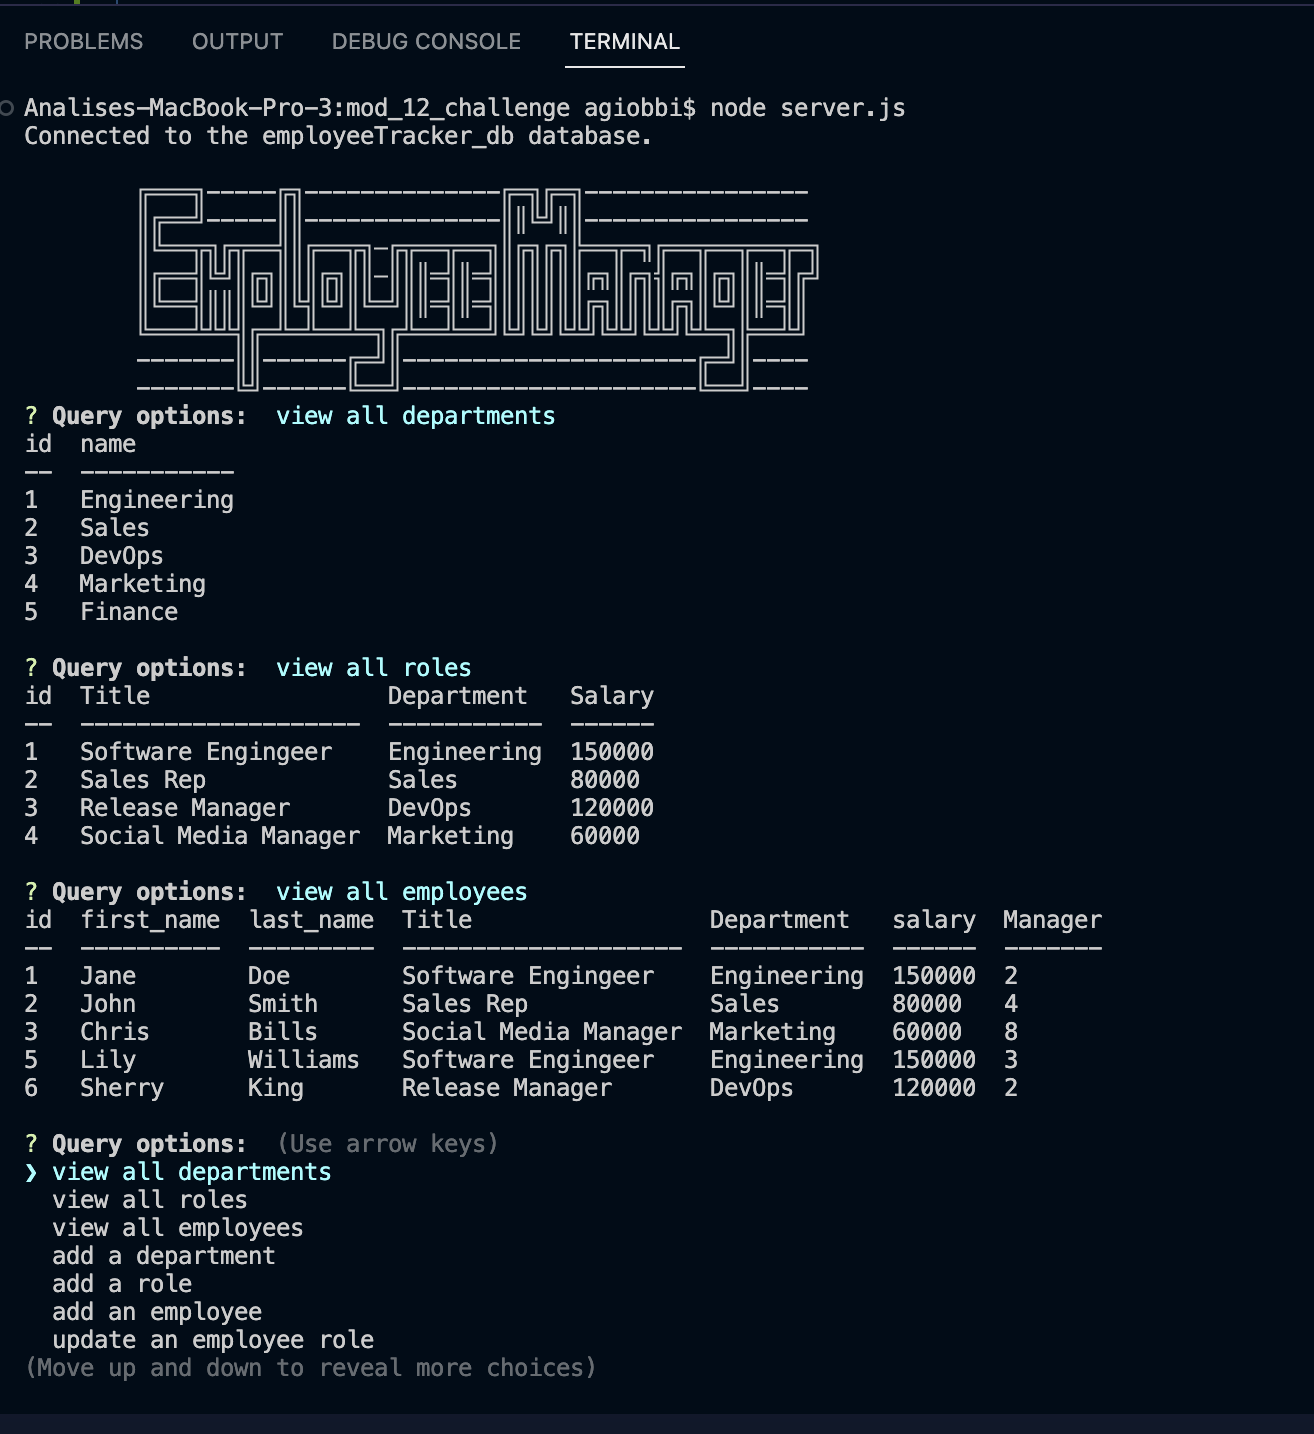 PROBLEMS OUTPUT DEBUG CONSOLE TERMINAL
Analises-MacBook-Pro-3:mod_12_challenge agiobbi$ node server.js
Connected to the employeeTracker_db database.
EmployeeManager
? Query options:  view all departments
id  name
--  -----------
1   Engineering
2   Sales
3   DevOps
4   Marketing
5   Finance
? Query options:  view all roles
id  Title                 Department   Salary
--  --------------------  -----------  ------
1   Software Engingeer    Engineering  150000
2   Sales Rep             Sales        80000
3   Release Manager       DevOps       120000
4   Social Media Manager  Marketing    60000
? Query options:  view all employees
id  first_name  last_name  Title                 Department   salary  Manager
--  ----------  ---------  --------------------  -----------  ------  -------
1   Jane        Doe        Software Engingeer    Engineering  150000  2
2   John        Smith      Sales Rep             Sales        80000   4
3   Chris       Bills      Social Media Manager  Marketing    60000   8
5   Lily        Williams   Software Engingeer    Engineering  150000  3
6   Sherry      King       Release Manager       DevOps       120000  2
? Query options:  (Use arrow keys)
❯ view all departments
  view all roles
  view all employees
  add a department
  add a role
  add an employee
  update an employee role
(Move up and down to reveal more choices)